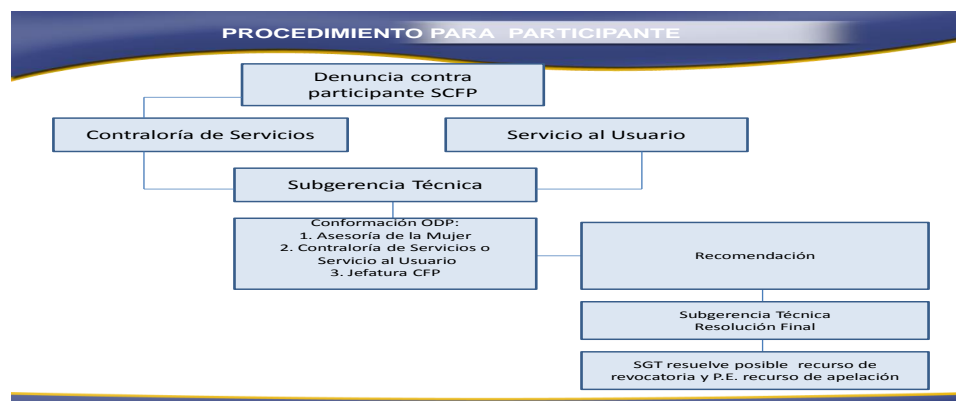 PROCEDIMIENTO PARA PARTICIPANTE
Denuncia contra
participante SCFP
Contraloría de Servicios
Servicio al Usuario
Subgerencia Técnica
Conformación ODP:
1. Asesoría de la Mujer
2. Contraloría de Servicios o
Servicio al Usuario
3. Jefatura CFP
Recomendación
Subgerencia Técnica
Resolución Final
SGT resuelve posible recurso de
revocatoria y P.E. recurso de apelación